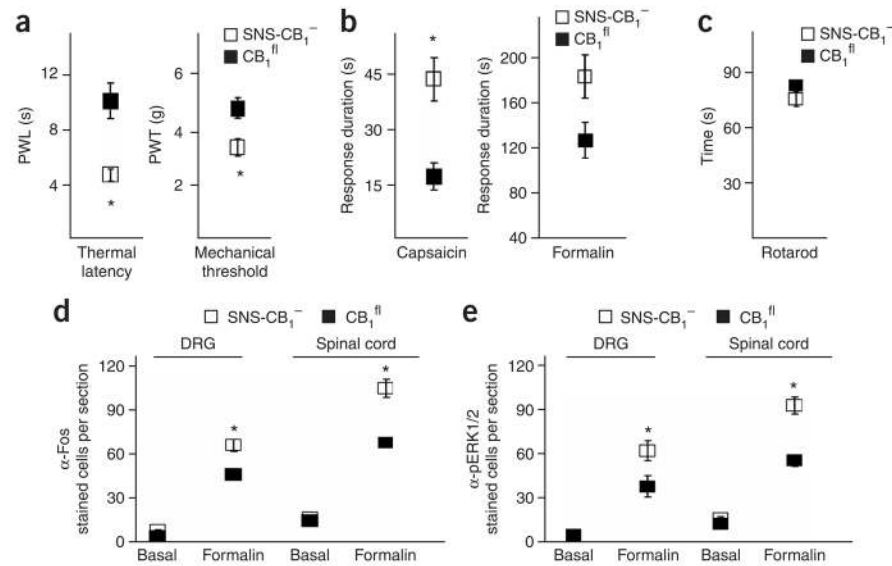 a
PWL (s)
16
12
8
4
*
Thermal
latency
PWT (g)
6
4
2
*
Mechanical
threshold
□ SNS-CB₁⁻
■ CB₁ᶠˡ
b
Response duration (s)
45
30
15
*
Capsaicin
Response duration (s)
200
180
160
120
80
40
Formalin
□ SNS-CB₁⁻
■ CB₁ᶠˡ
c
Time (s)
90
60
30
Rotarod
□ SNS-CB₁⁻
■ CB₁ᶠˡ
d
□ SNS-CB₁⁻ ■ CB₁ᶠˡ
DRG Spinal cord
α-Fos
stained cells per section
120
90
60
30
0
* *
Basal Formalin Basal Formalin
e
□ SNS-CB₁⁻ ■ CB₁ᶠˡ
DRG Spinal cord
α-pERK1/2
stained cells per section
120
90
60
30
0
* *
Basal Formalin Basal Formalin